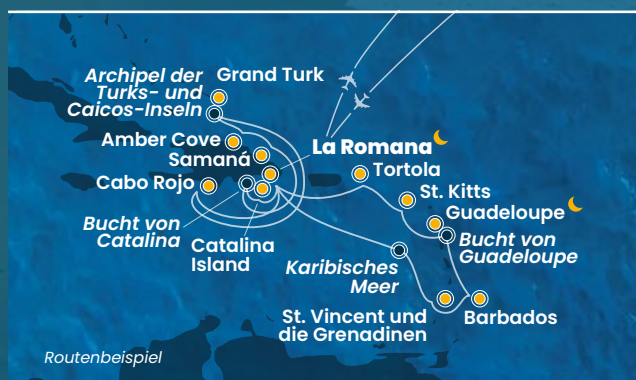 Archipel der
Turks- und
Caicos-Inseln
Grand Turk
Amber Cove
Samaná
La Romana
Cabo Rojo
Tortola
St. Kitts
Guadeloupe
Bucht von
Catalina
Catalina
Island
Bucht von
Guadeloupe
Karibisches
Meer
St. Vincent und
die Grenadinen
Barbados
Routenbeispiel